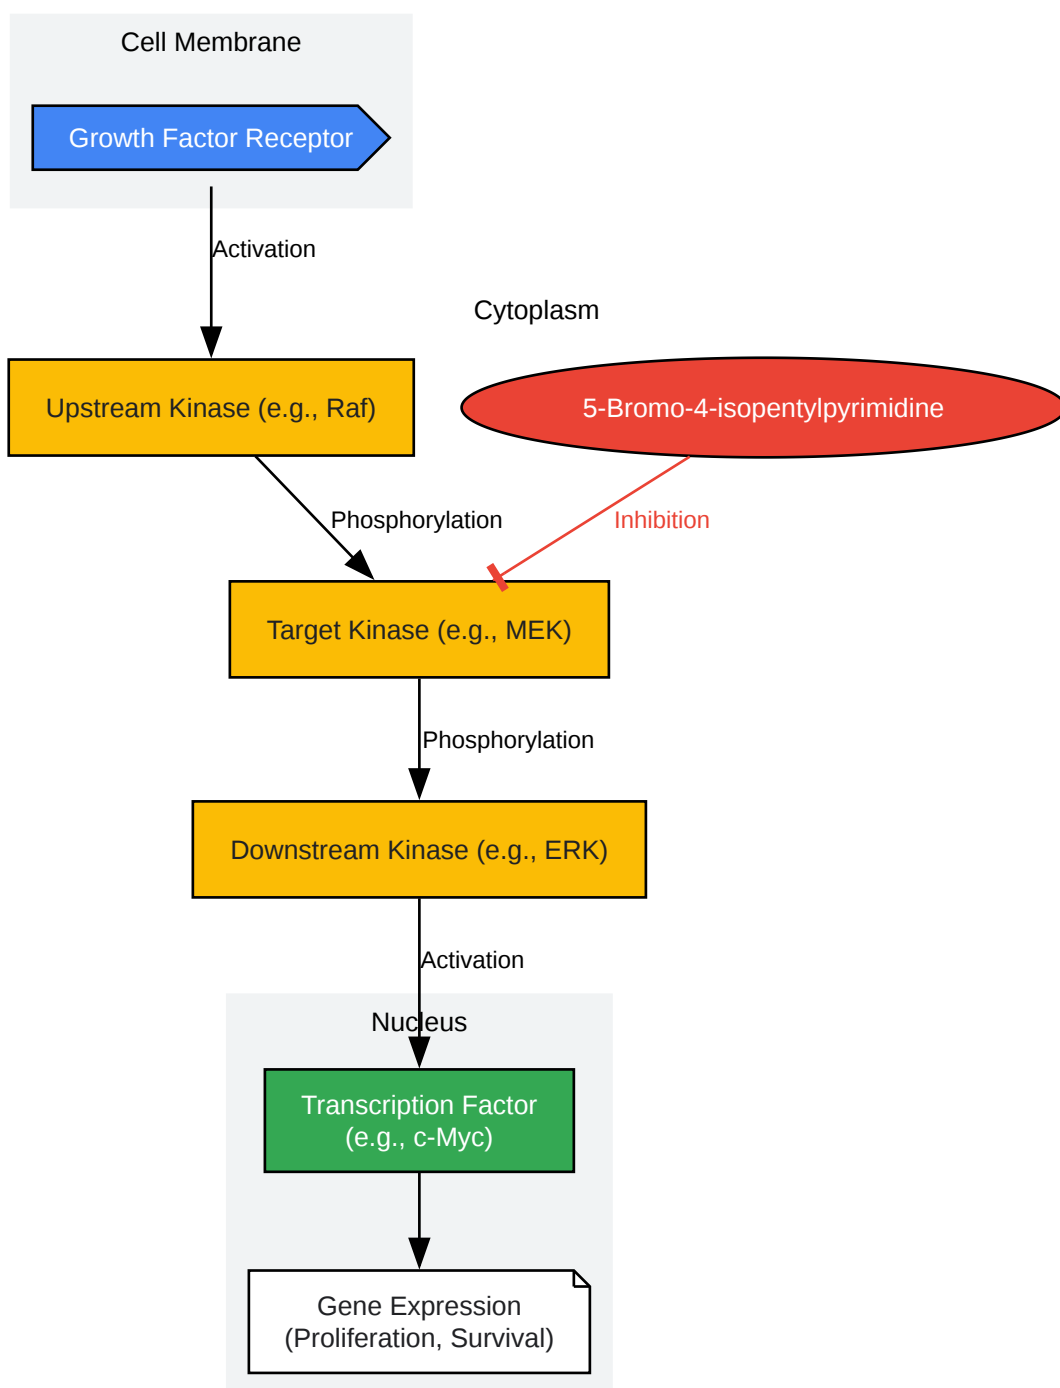 Cell Membrane
Growth Factor Receptor
Activation
Cytoplasm
Upstream Kinase (e.g., Raf)
5-Bromo-4-isopentylpyrimidine
Phosphorylation
Inhibition
Target Kinase (e.g., MEK)
Phosphorylation
Downstream Kinase (e.g., ERK)
Activation
Nucleus
Transcription Factor
(e.g., c-Myc)
Gene Expression
(Proliferation, Survival)